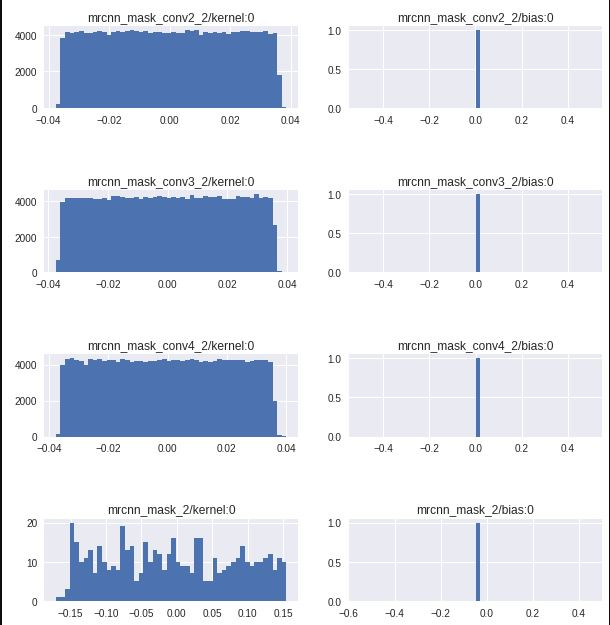 mrcnn_mask_conv2_2/kernel:0
mrcnn_mask_conv2_2/bias:0
4000
2000
0
−0.04 −0.02 0.00 0.02 0.04
1.0
0.5
0.0
−0.4 −0.2 0.0 0.2 0.4
mrcnn_mask_conv3_2/kernel:0
mrcnn_mask_conv3_2/bias:0
4000
2000
0
−0.04 −0.02 0.00 0.02 0.04
1.0
0.5
0.0
−0.4 −0.2 0.0 0.2 0.4
mrcnn_mask_conv4_2/kernel:0
mrcnn_mask_conv4_2/bias:0
4000
2000
0
−0.04 −0.02 0.00 0.02 0.04
1.0
0.5
0.0
−0.4 −0.2 0.0 0.2 0.4
mrcnn_mask_2/kernel:0
mrcnn_mask_2/bias:0
20
10
0
−0.15 −0.10 −0.05 0.00 0.05 0.10 0.15
1.0
0.5
0.0
−0.6 −0.4 −0.2 0.0 0.2 0.4